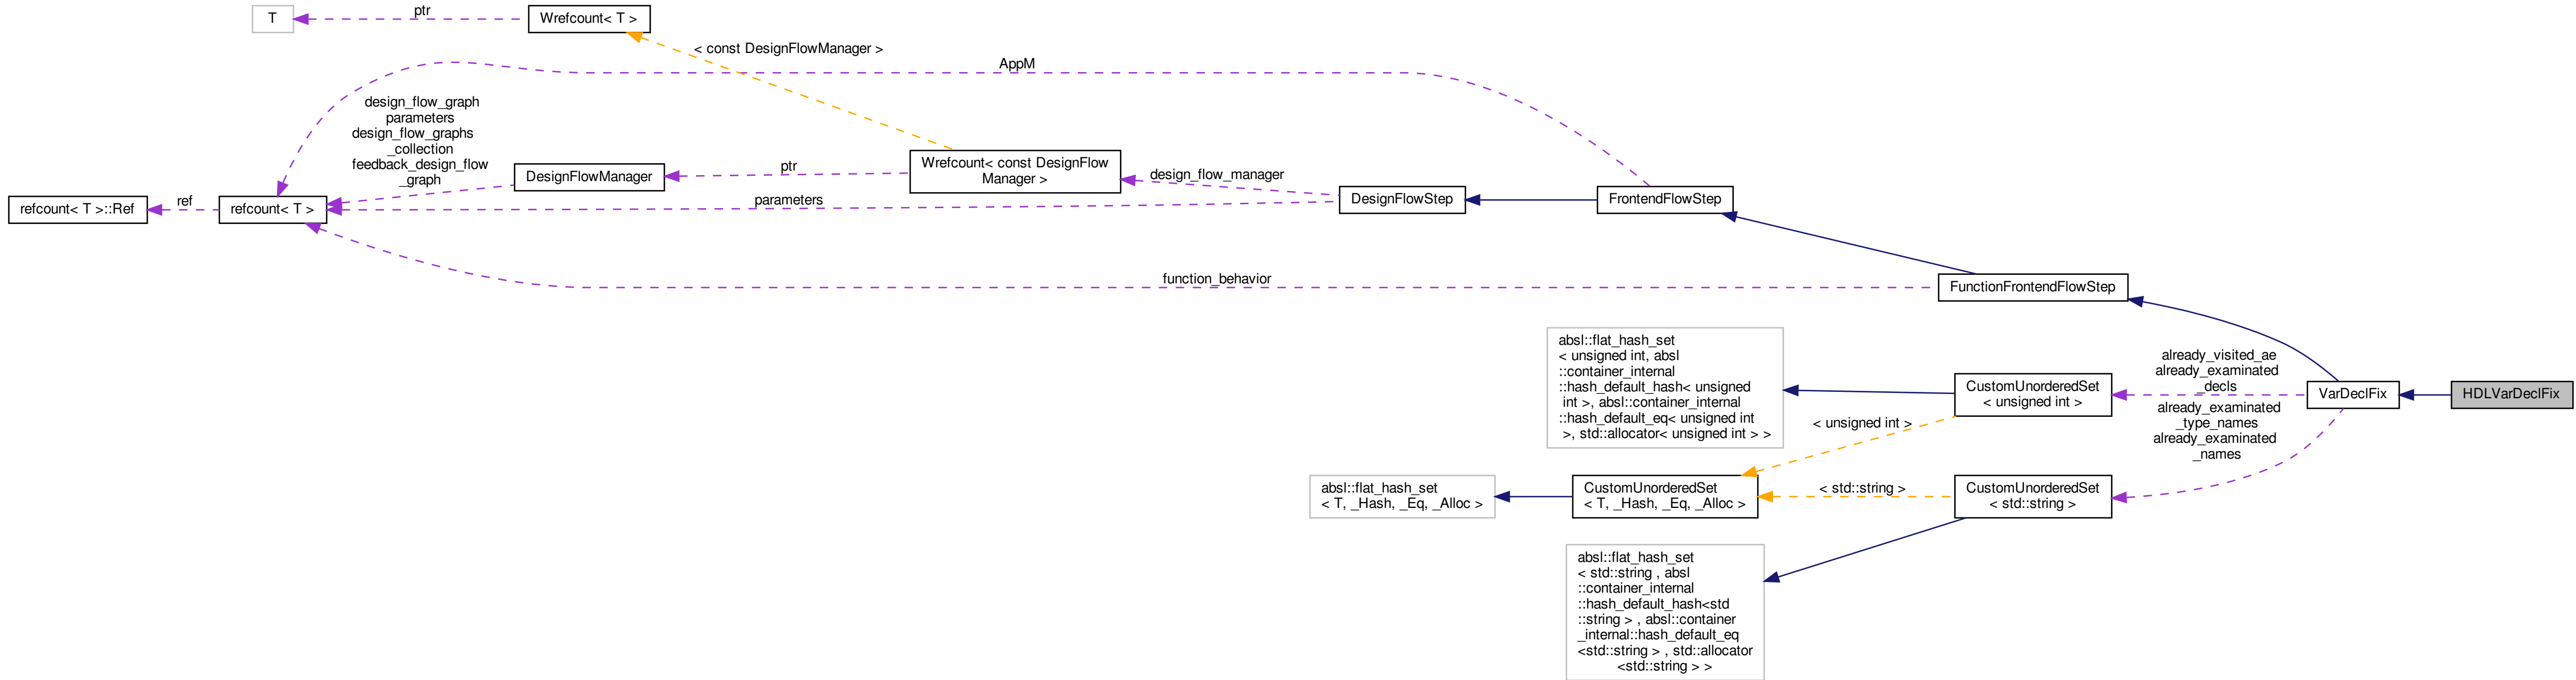 T
ptr
Wrefcount< T >
< const DesignFlowManager >
AppM
design_flow_graph
parameters
design_flow_graphs
_collection
feedback_design_flow
_graph
DesignFlowManager
ptr
Wrefcount< const DesignFlow
Manager >
design_flow_manager
refcount< T >::Ref
ref
refcount< T >
parameters
DesignFlowStep
FrontendFlowStep
function_behavior
FunctionFrontendFlowStep
absl::flat_hash_set
< unsigned int, absl
::container_internal
::hash_default_hash< unsigned
int >, absl::container_internal
::hash_default_eq< unsigned int
>, std::allocator< unsigned int > >
< unsigned int >
CustomUnorderedSet
< unsigned int >
already_visited_ae
already_examinated
_decls
already_examinated
_type_names
already_examinated
_names
VarDeclFix
HDLVarDeclFix
absl::flat_hash_set
< T, _Hash, _Eq, _Alloc >
CustomUnorderedSet
< T, _Hash, _Eq, _Alloc >
< std::string >
CustomUnorderedSet
< std::string >
absl::flat_hash_set
< std::string , absl
::container_internal
::hash_default_hash<std
::string > , absl::container
_internal::hash_default_eq
<std::string > , std::allocator
<std::string > >